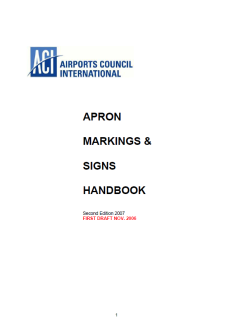 ACI AIRPORTS COUNCIL
INTERNATIONAL
APRON
MARKINGS &
SIGNS
HANDBOOK
Second Edition 2007
FIRST DRAFT NOV. 2006
1